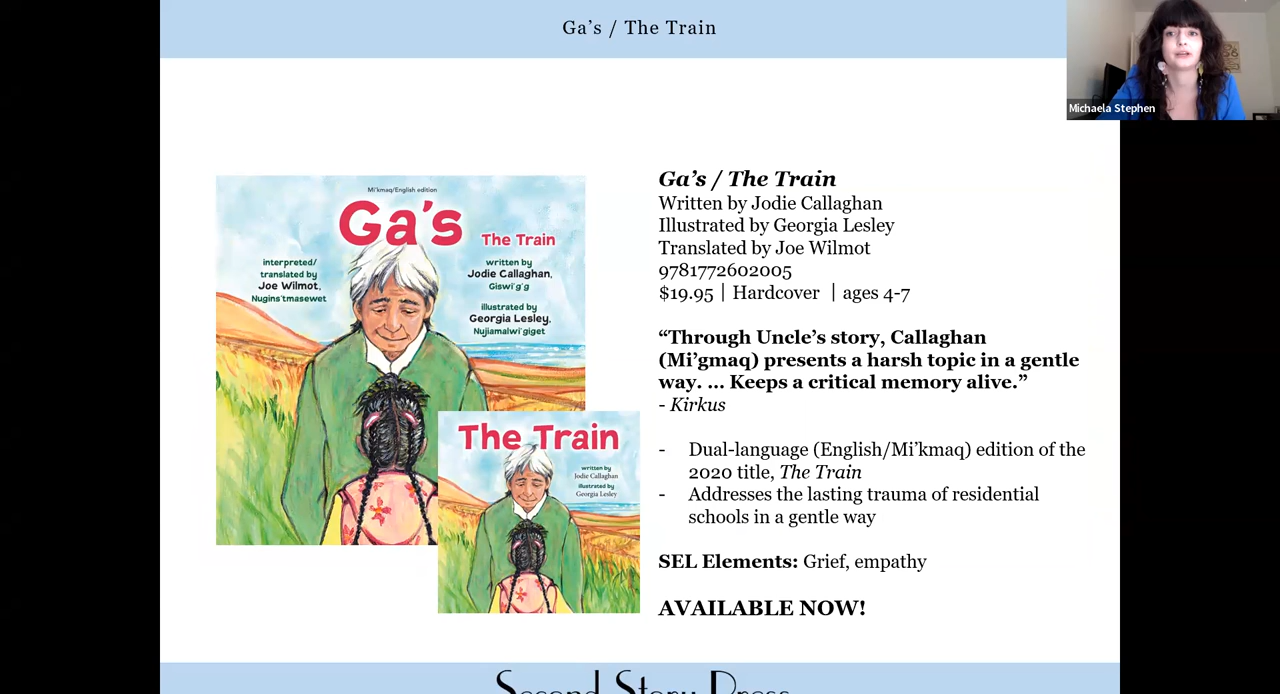 Ga’s / The Train
Michaela Stephen
Mi'kmaq/English edition
Ga's
The Train
interpreted/
translated by
Joe Wilmot,
Nugins'tmasewet
written by
Jodie Callaghan,
Giswi'g'g
illustrated by
Georgia Lesley,
Nujiamalwi'giget
The Train
written by
Jodie Callaghan
illustrated by
Georgia Lesley
Ga’s / The Train
Written by Jodie Callaghan
Illustrated by Georgia Lesley
Translated by Joe Wilmot
9781772602005
$19.95 | Hardcover | ages 4-7
“Through Uncle’s story, Callaghan
(Mi’gmaq) presents a harsh topic in a gentle
way. ... Keeps a critical memory alive.”
- Kirkus
- Dual-language (English/Mi’kmaq) edition of the
2020 title, The Train
- Addresses the lasting trauma of residential
schools in a gentle way
SEL Elements: Grief, empathy
AVAILABLE NOW!
Second Story Press